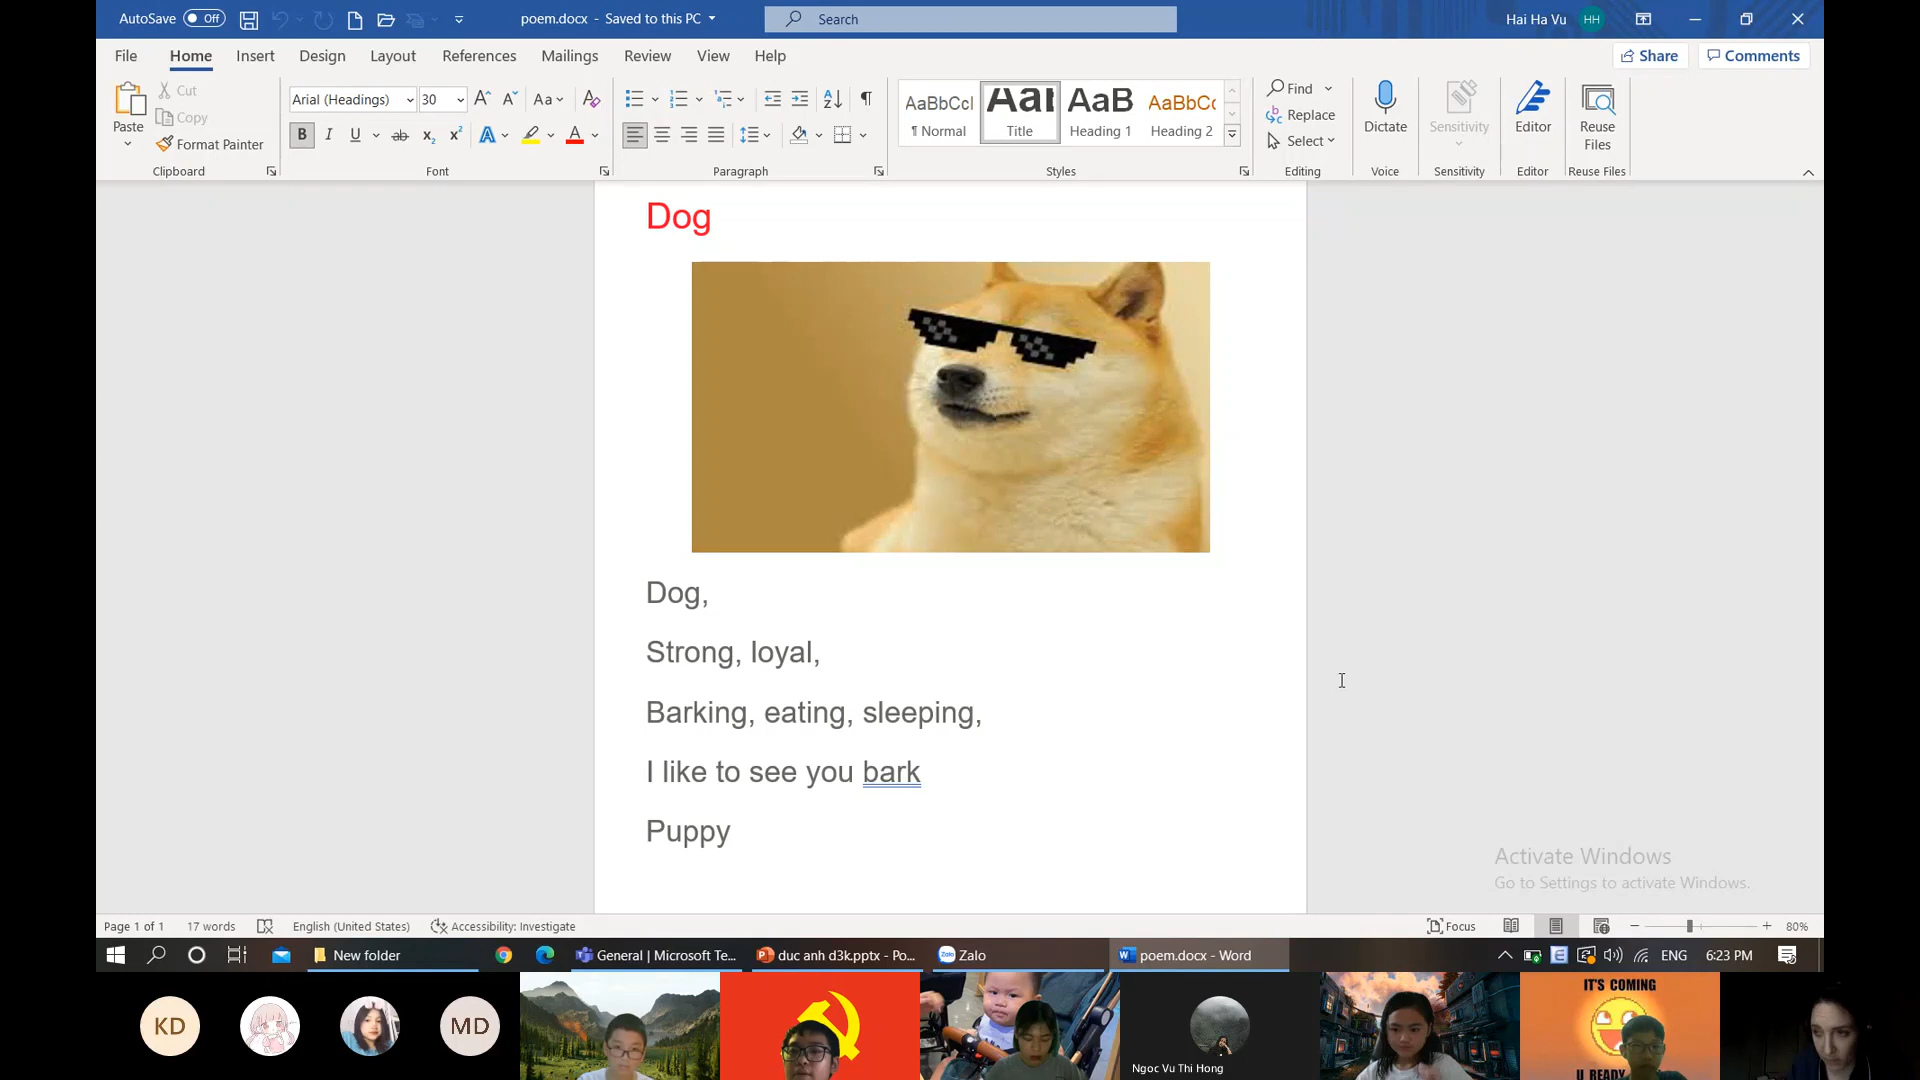 AutoSave Off poem.docx - Saved to this PC Search Hai Ha Vu HH
File Home Insert Design Layout References Mailings Review View Help Share Comments
Paste Cut Copy Format Painter
Arial (Headings) 30
AaBbCcI ¶ Normal
AaI Title
AaB Heading 1
AaBbCc Heading 2
Find Replace Select
Dictate Sensitivity Editor Reuse Files
Clipboard Font Paragraph Styles Editing Voice Sensitivity Editor Reuse Files
Dog
Dog,
Strong, loyal,
Barking, eating, sleeping,
I like to see you bark
Puppy
Activate Windows
Go to Settings to activate Windows.
Page 1 of 1 17 words English (United States) Accessibility: Investigate Focus 80%
New folder General | Microsoft Te... duc anh d3k.pptx - Po... Zalo poem.docx - Word ENG 6:23 PM
KD MD
Ngoc Vu Thi Hong
IT'S COMING
U READY